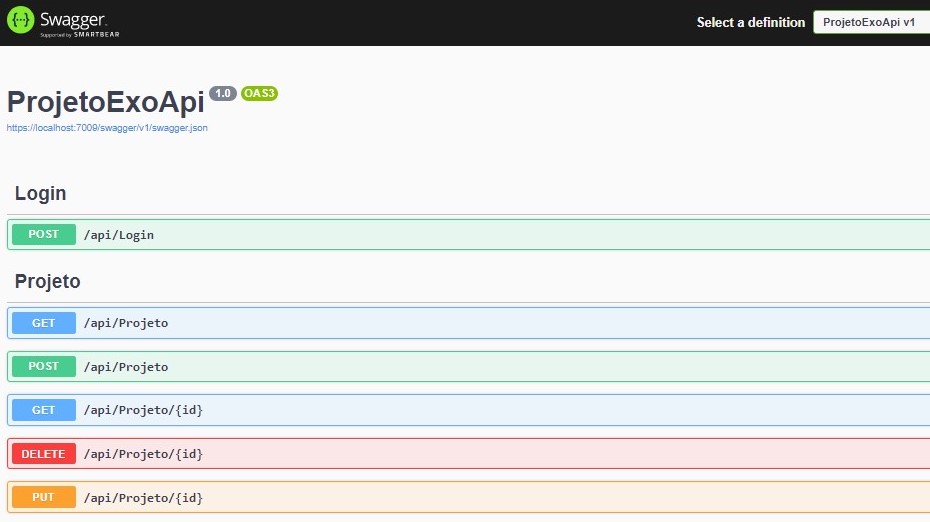 {···} Swagger.
Supported by SMARTBEAR
Select a definition ProjetoExoApi v1
ProjetoExoApi 1.0 OAS3
https://localhost:7009/swagger/v1/swagger.json
Login
POST /api/Login
Projeto
GET /api/Projeto
POST /api/Projeto
GET /api/Projeto/{id}
DELETE /api/Projeto/{id}
PUT /api/Projeto/{id}